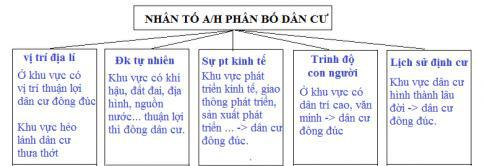 NHÂN TỐ A/H PHÂN BỐ DÂN CƯ
vị trí địa lí
Ở khu vực có
vị trí thuận lợi
dân cư đông đúc
Khu vực hẻo
lánh dân cư
thưa thớt
Đk tự nhiên
Khu vực có khí
hậu, đất đai, địa
hình, nguồn
nước... thuận lợi
thì đông dân cư.
Sự pt kinh tế
Khu vực phát
triển kinh tế, giao
thông phát triển,
sản xuất phát
triển ... -> dân cư
đông đúc.
Trình độ
con người
Ở khu vực có
dân trí cao, văn
minh -> dân cư
đông đúc
Lịch sử định cư
Khu vực dân cư
hình thành lâu
đời -> dân cư
đông đúc.